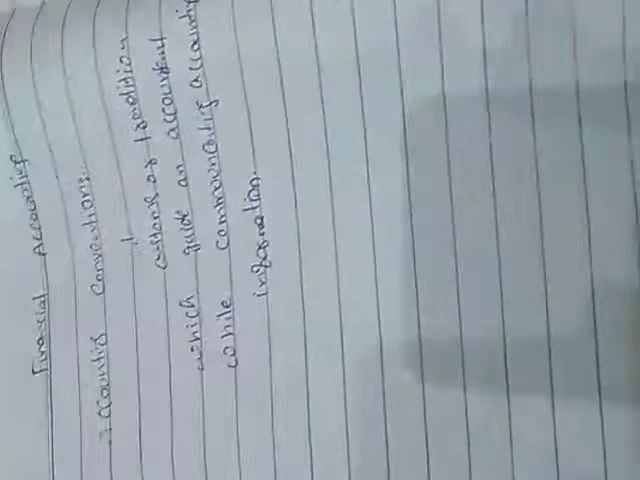 Financial Accounting
Accounting Conventions:
customs or tradition
which guide an accountant
while communicating accounting
information.